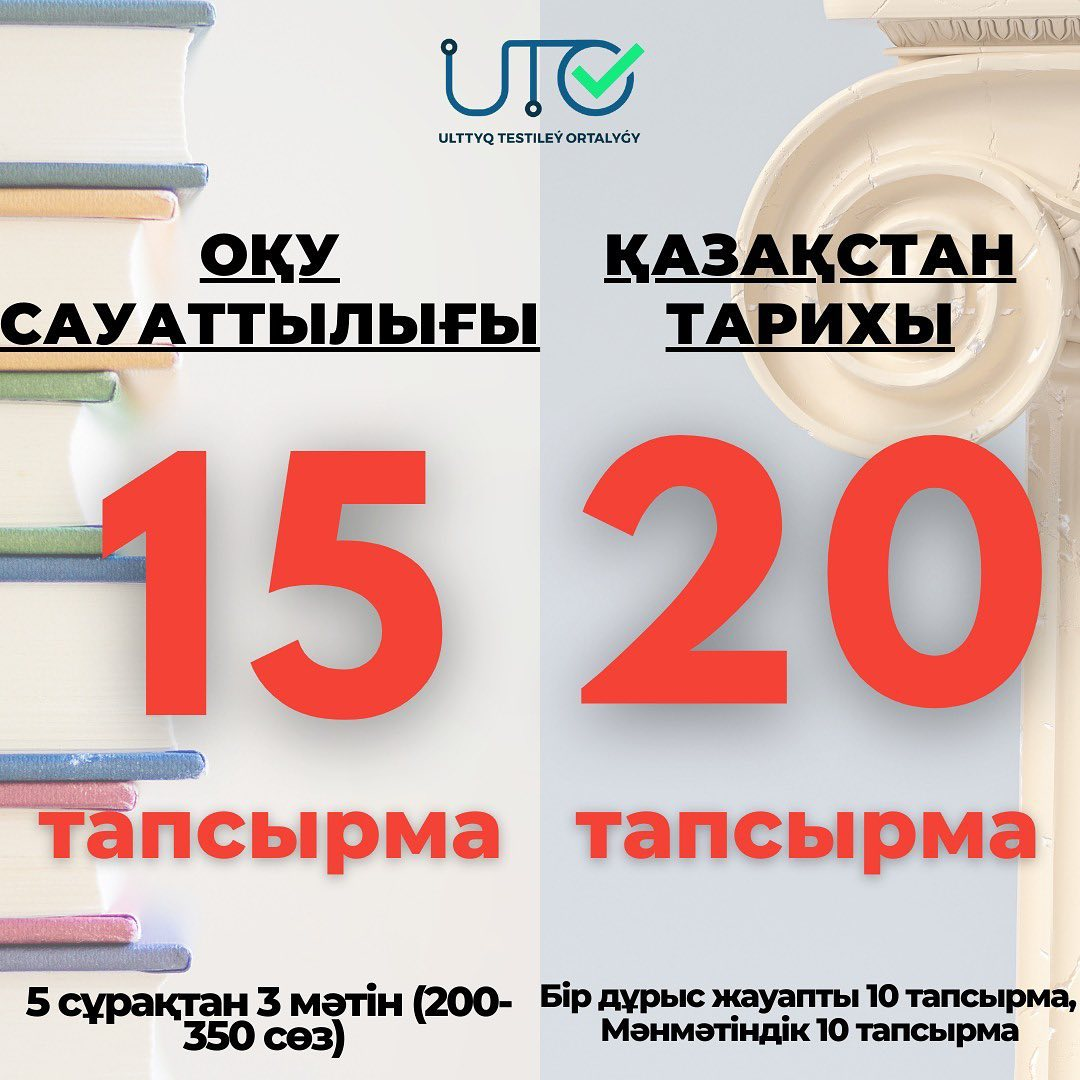 UTO
ULTTYQ TESTILEÝ ORTALYǴY
ОҚУ
САУАТТЫЛЫҒЫ
15
тапсырма
5 сұрақтан 3 мәтін (200-
350 сөз)
ҚАЗАҚСТАН
ТАРИХЫ
20
тапсырма
Бір дұрыс жауапты 10 тапсырма,
Мәнмәтіндік 10 тапсырма